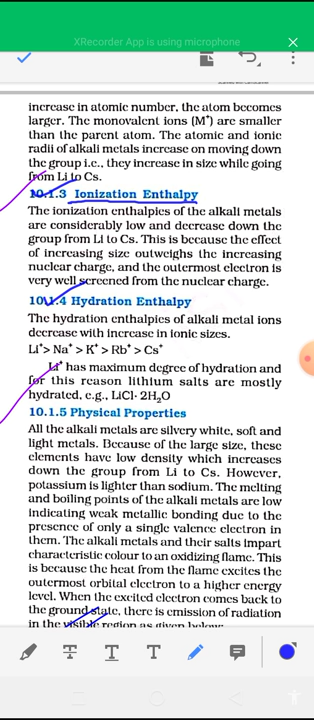 XRecorder App is using microphone
increase in atomic number, the atom becomes
larger. The monovalent ions (M⁺) are smaller
than the parent atom. The atomic and ionic
radii of alkali metals increase on moving down
the group i.e., they increase in size while going
from Li to Cs.
10.1.3 Ionization Enthalpy
The ionization enthalpies of the alkali metals
are considerably low and decrease down the
group from Li to Cs. This is because the effect
of increasing size outweighs the increasing
nuclear charge, and the outermost electron is
very well screened from the nuclear charge.
10.1.4 Hydration Enthalpy
The hydration enthalpies of alkali metal ions
decrease with increase in ionic sizes.
Li⁺> Na⁺ > K⁺ > Rb⁺ > Cs⁺
Li⁺ has maximum degree of hydration and
for this reason lithium salts are mostly
hydrated, e.g., LiCl· 2H₂O
10.1.5 Physical Properties
All the alkali metals are silvery white, soft and
light metals. Because of the large size, these
elements have low density which increases
down the group from Li to Cs. However,
potassium is lighter than sodium. The melting
and boiling points of the alkali metals are low
indicating weak metallic bonding due to the
presence of only a single valence electron in
them. The alkali metals and their salts impart
characteristic colour to an oxidizing flame. This
is because the heat from the flame excites the
outermost orbital electron to a higher energy
level. When the excited electron comes back to
the ground state, there is emission of radiation
in the visible region as given below: